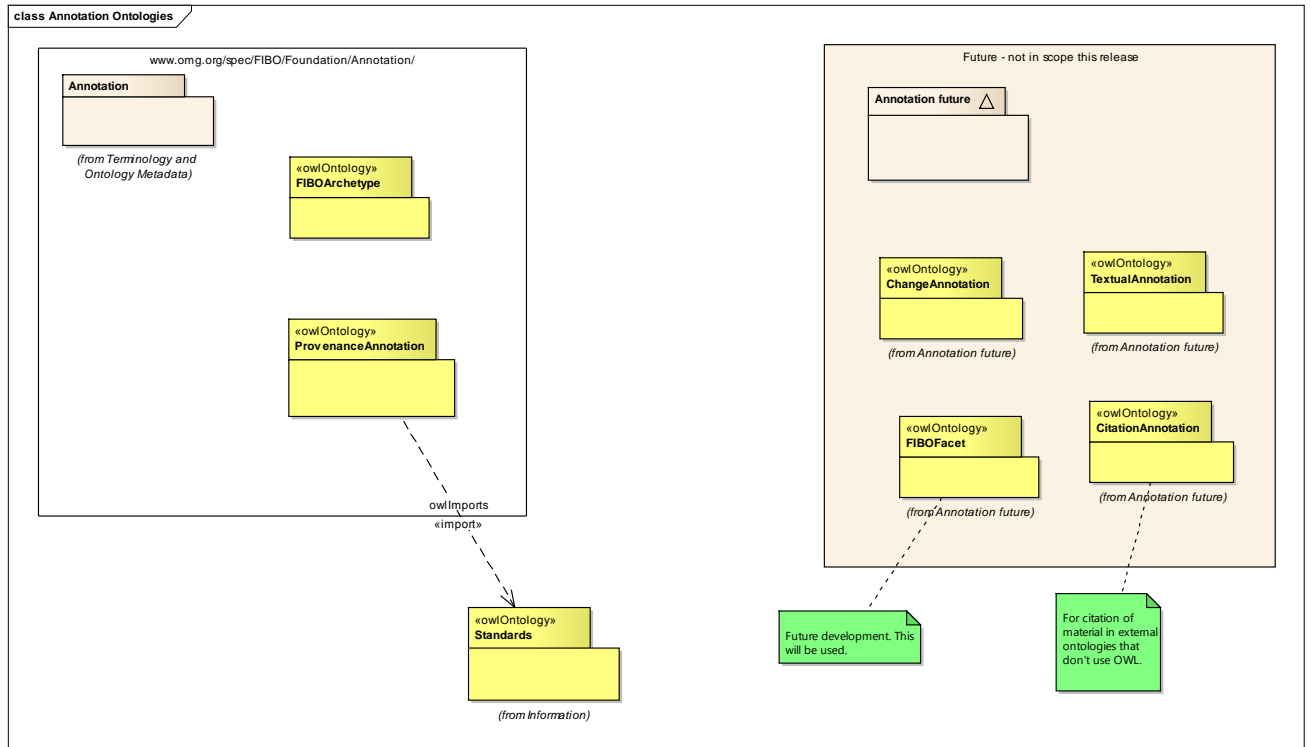 class Annotation Ontologies
www.omg.org/spec/FIBO/Foundation/Annotation/
Annotation
(from Terminology and
Ontology Metadata)
«owlOntology»
FIBOArchetype
«owlOntology»
ProvenanceAnnotation
owlImports
«import»
«owlOntology»
Standards
(from Information)
Future - not in scope this release
Annotation future
«owlOntology»
ChangeAnnotation
(from Annotation future)
«owlOntology»
TextualAnnotation
(from Annotation future)
«owlOntology»
FIBOFacet
(from Annotation future)
«owlOntology»
CitationAnnotation
(from Annotation future)
Future development. This
will be used.
For citation of
material in external
ontologies that
don't use OWL.